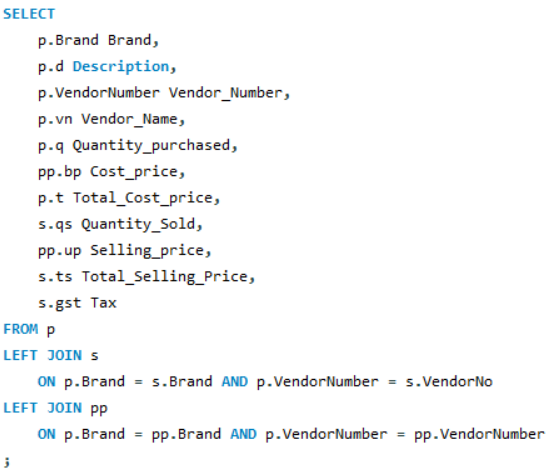 SELECT
    p.Brand Brand,
    p.d Description,
    p.VendorNumber Vendor_Number,
    p.vn Vendor_Name,
    p.q Quantity_purchased,
    pp.bp Cost_price,
    p.t Total_Cost_price,
    s.qs Quantity_Sold,
    pp.up Selling_price,
    s.ts Total_Selling_Price,
    s.gst Tax
FROM p
LEFT JOIN s
    ON p.Brand = s.Brand AND p.VendorNumber = s.VendorNo
LEFT JOIN pp
    ON p.Brand = pp.Brand AND p.VendorNumber = pp.VendorNumber
;